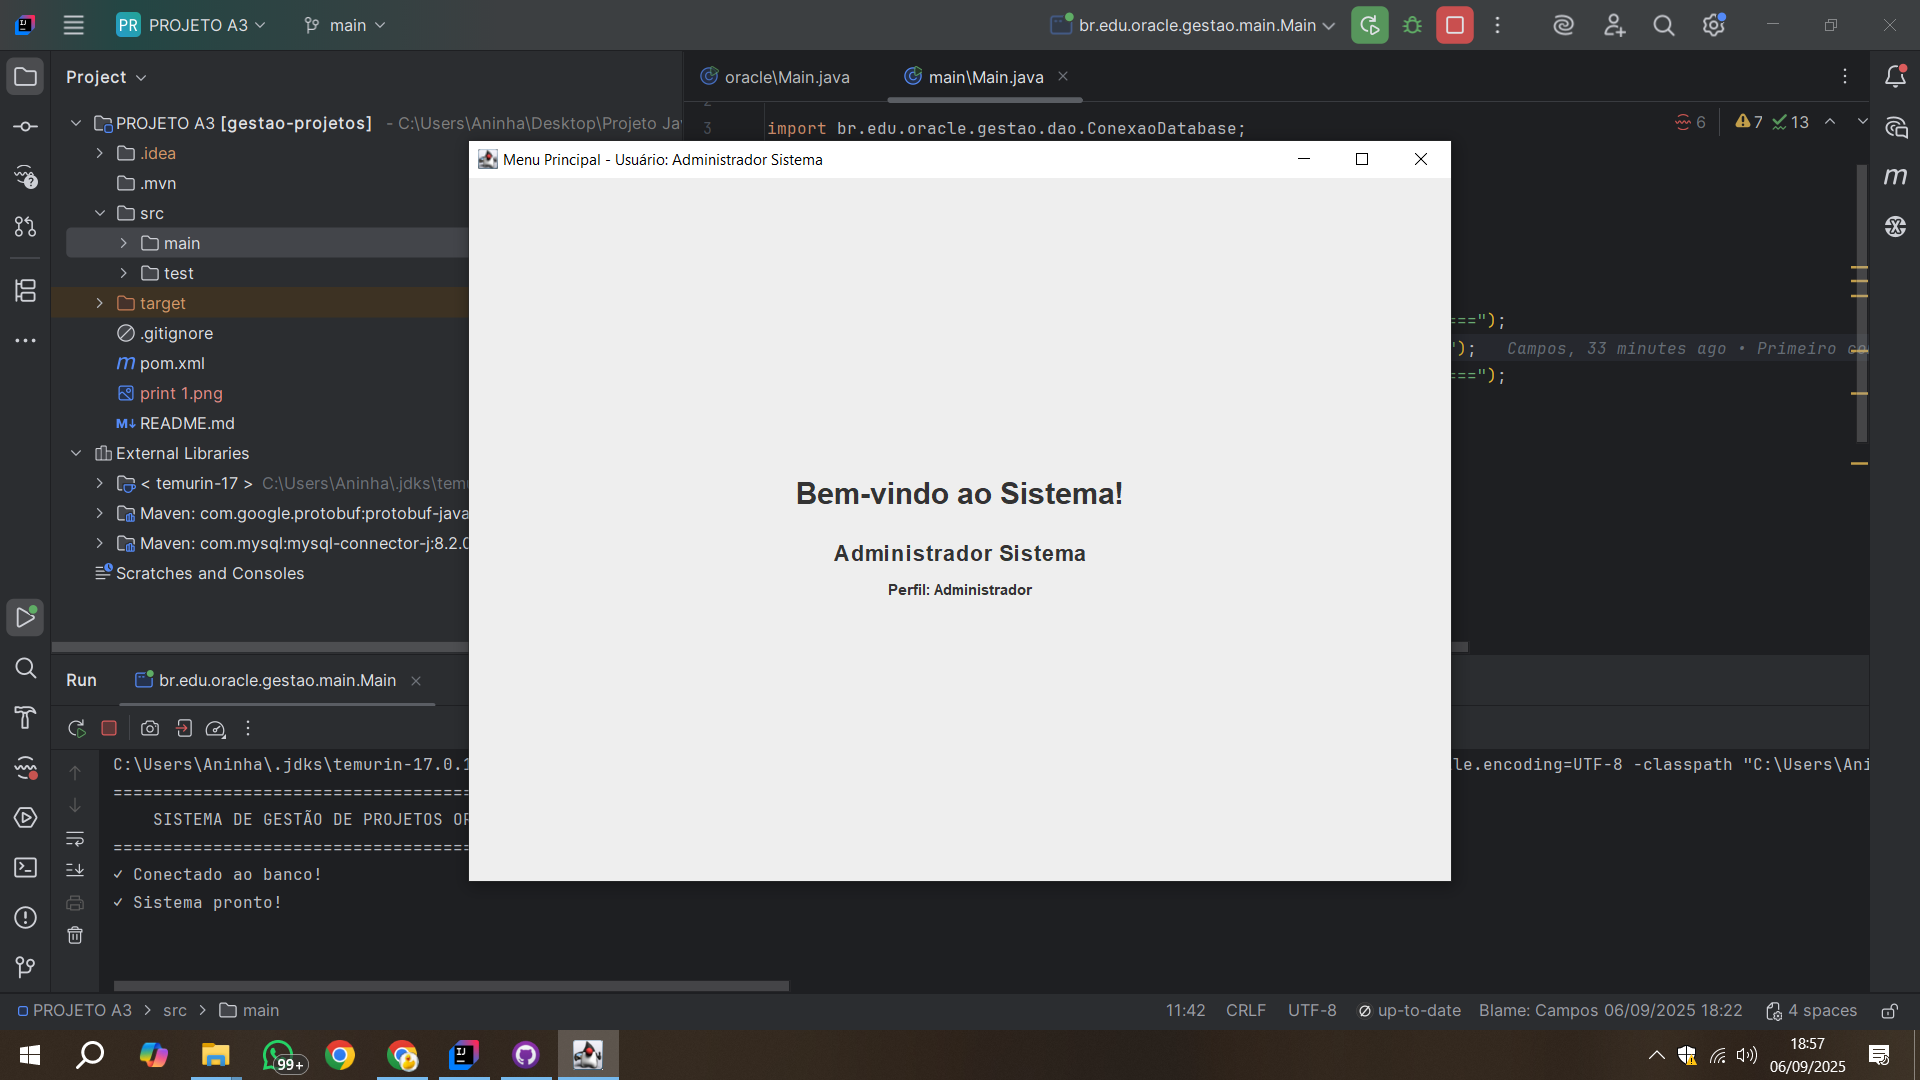 PR PROJETO A3 main br.edu.oracle.gestao.main.Main
Project
oracle\Main.java main\Main.java
PROJETO A3 [gestao-projetos] - C:\Users\Aninha\Desktop\Projeto
.idea
.mvn
src
main
test
target
.gitignore
pom.xml
print 1.png
README.md
External Libraries
< temurin-17 > C:\Users\Aninha\.jdks\
Maven: com.google.protobuf:protobuf-java
Maven: com.mysql:mysql-connector-j:8.2.0
Scratches and Consoles
3 import br.edu.oracle.gestao.dao.ConexaoDatabase;
6 7 13
===");
"); Campos, 33 minutes ago • Primeiro
===");
Menu Principal - Usuário: Administrador Sistema
Bem-vindo ao Sistema!
Administrador Sistema
Perfil: Administrador
Run br.edu.oracle.gestao.main.Main
C:\Users\Aninha\.jdks\temurin-17.0. le.encoding=UTF-8 -classpath "C:\Users\
====================================
SISTEMA DE GESTÃO DE PROJETOS
====================================
✓ Conectado ao banco!
✓ Sistema pronto!
PROJETO A3 > src > main
11:42 CRLF UTF-8 up-to-date Blame: Campos 06/09/2025 18:22 4 spaces
99+
18:57
06/09/2025